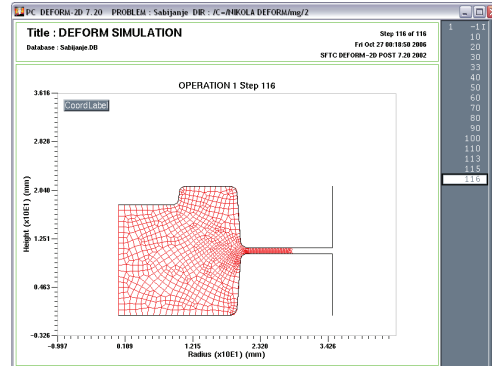 PC DEFORM-2D 7.20 PROBLEM : Sabijanje DIR : /C=/NIKOLA DEFORM/mg/2
Title : DEFORM SIMULATION
Database : Sabijanje.DB
Step 116 of 116
Fri Oct 27 00:18:50 2006
SFTC DEFORM-2D POST 7.20 2002
OPERATION 1 Step 116
CoordLabel
3.616
2.828
2.040
1.251
0.463
-0.326
Height (x10E1) (mm)
-0.997
0.109
1.215
2.320
3.426
Radius (x10E1) (mm)
1 -1I
10
20
30
33
40
50
60
70
80
90
100
110
113
115
116